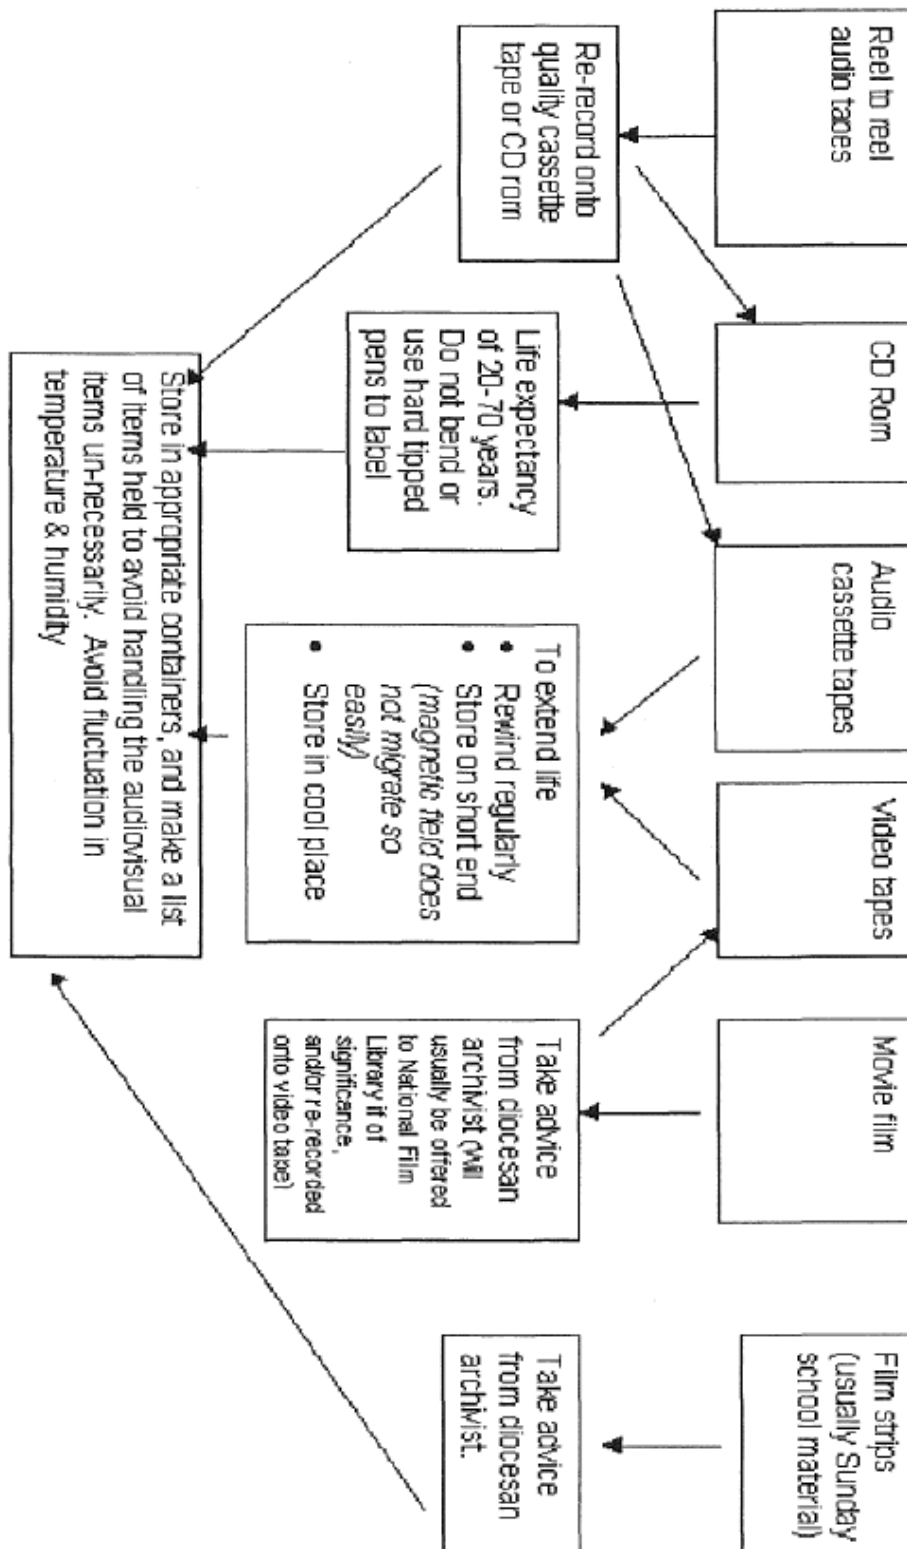 Reel to reel
audio tapes
CD Rom
Audio
cassette tapes
Video tapes
Movie film
Film strips
(usually Sunday
school material)
Re-record onto
quality cassette
tape or CD rom
Life expectancy
of 20-70 years.
Do not bend or
use hard tipped
pens to label
To extend life
• Rewind regularly
• Store on short end
(magnetic field does
not migrate so
easily)
• Store in cool place
Take advice
from diocesan
archivist (Will
usually be offered
to National Film
Library if of
significance,
and/or re-recorded
onto video tape)
Take advice
from diocesan
archivist.
Store in appropriate containers, and make a list
of items held to avoid handling the audiovisual
items un-necessarily. Avoid fluctuation in
temperature & humidity